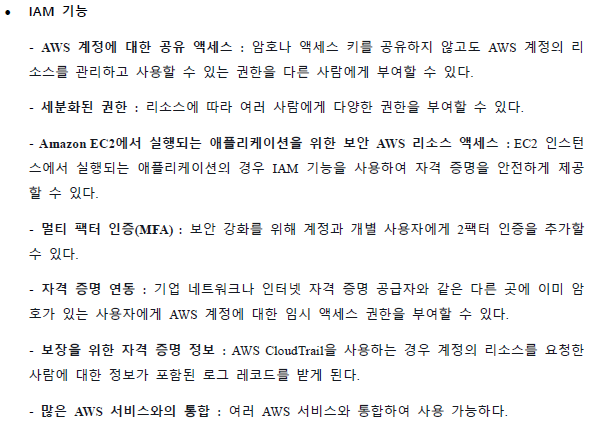 • IAM 기능
- AWS 계정에 대한 공유 액세스 : 암호나 액세스 키를 공유하지 않고도 AWS 계정의 리
소스를 관리하고 사용할 수 있는 권한을 다른 사람에게 부여할 수 있다.
- 세분화된 권한 : 리소스에 따라 여러 사람에게 다양한 권한을 부여할 수 있다.
- Amazon EC2에서 실행되는 애플리케이션을 위한 보안 AWS 리소스 액세스 : EC2 인스턴
스에서 실행되는 애플리케이션의 경우 IAM 기능을 사용하여 자격 증명을 안전하게 제공
할 수 있다.
- 멀티 팩터 인증(MFA) : 보안 강화를 위해 계정과 개별 사용자에게 2팩터 인증을 추가할
수 있다.
- 자격 증명 연동 : 기업 네트워크나 인터넷 자격 증명 공급자와 같은 다른 곳에 이미 암
호가 있는 사용자에게 AWS 계정에 대한 임시 액세스 권한을 부여할 수 있다.
- 보장을 위한 자격 증명 정보 : AWS CloudTrail을 사용하는 경우 계정의 리소스를 요청한
사람에 대한 정보가 포함된 로그 레코드를 받게 된다.
- 많은 AWS 서비스와의 통합 : 여러 AWS 서비스와 통합하여 사용 가능하다.